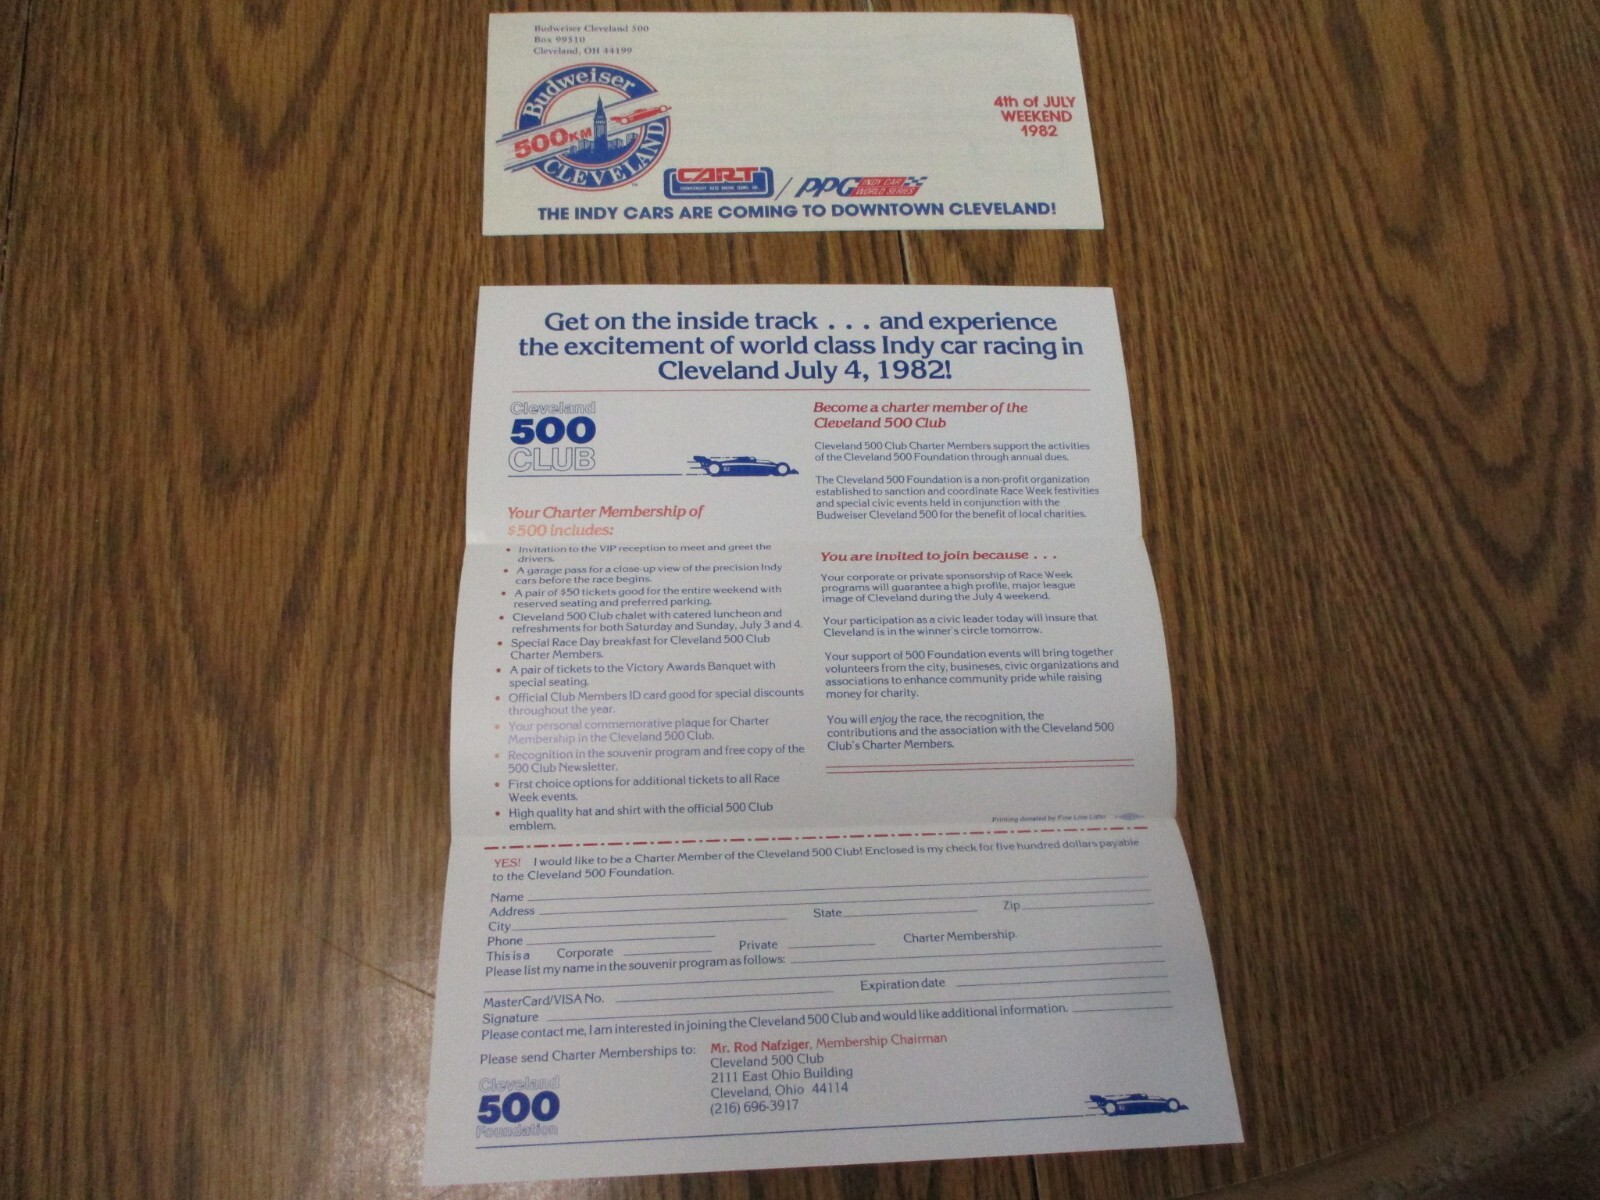 Budweiser Cleveland 500
Box 99510
Cleveland, OH 44199
Budweiser
500KM
CLEVELAND
TM
4th of JULY
WEEKEND
1982
CART
PPG INDY CAR
WORLD SERIES
THE INDY CARS ARE COMING TO DOWNTOWN CLEVELAND!
Get on the inside track . . . and experience
the excitement of world class Indy car racing in
Cleveland July 4, 1982!
Cleveland
500
CLUB
Your Charter Membership of
$500 includes:
• Invitation to the VIP reception to meet and greet the
drivers.
• A garage pass for a close-up view of the precision Indy
cars before the race begins.
• A pair of $50 tickets good for the entire weekend with
reserved seating and preferred parking.
• Cleveland 500 Club chalet with catered luncheon and
refreshments for both Saturday and Sunday, July 3 and 4.
• Special Race Day breakfast for Cleveland 500 Club
Charter Members.
• A pair of tickets to the Victory Awards Banquet with
special seating.
• Official Club Members ID card good for special discounts
throughout the year.
• Your personal commemorative plaque for Charter
Membership in the Cleveland 500 Club.
• Recognition in the souvenir program and free copy of the
500 Club Newsletter.
• First choice options for additional tickets to all Race
Week events.
• High quality hat and shirt with the official 500 Club
emblem.
Become a charter member of the
Cleveland 500 Club
Cleveland 500 Club Charter Members support the activities
of the Cleveland 500 Foundation through annual dues.
The Cleveland 500 Foundation is a non-profit organization
established to sanction and coordinate Race Week festivities
and special civic events held in conjunction with the
Budweiser Cleveland 500 for the benefit of local charities.
You are invited to join because . . .
Your corporate or private sponsorship of Race Week
programs will guarantee a high profile, major league
image of Cleveland during the July 4 weekend.
Your participation as a civic leader today will insure that
Cleveland is in the winner's circle tomorrow.
Your support of 500 Foundation events will bring together
volunteers from the city, busineses, civic organizations and
associations to enhance community pride while raising
money for charity.
You will enjoy the race, the recognition, the
contributions and the association with the Cleveland 500
Club's Charter Members.
Printing donated by Fine Line Litho
YES! I would like to be a Charter Member of the Cleveland 500 Club! Enclosed is my check for five hundred dollars payable
to the Cleveland 500 Foundation.
Name
Address
City State Zip
Phone
This is a Corporate Private Charter Membership.
Please list my name in the souvenir program as follows:
MasterCard/VISA No. Expiration date
Signature
Please contact me, I am interested in joining the Cleveland 500 Club and would like additional information.
Please send Charter Memberships to: Mr. Rod Nafziger, Membership Chairman
Cleveland 500 Club
2111 East Ohio Building
Cleveland, Ohio 44114
(216) 696-3917
Cleveland
500
Foundation